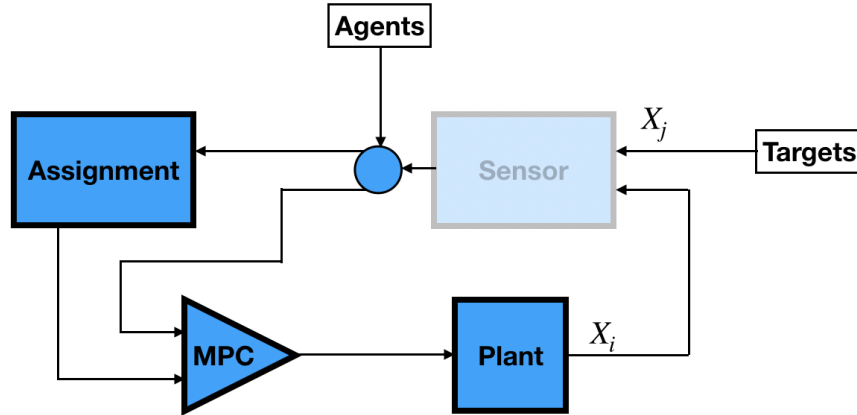 Agents
X_j
Assignment
Sensor
Targets
MPC
Plant
X_i